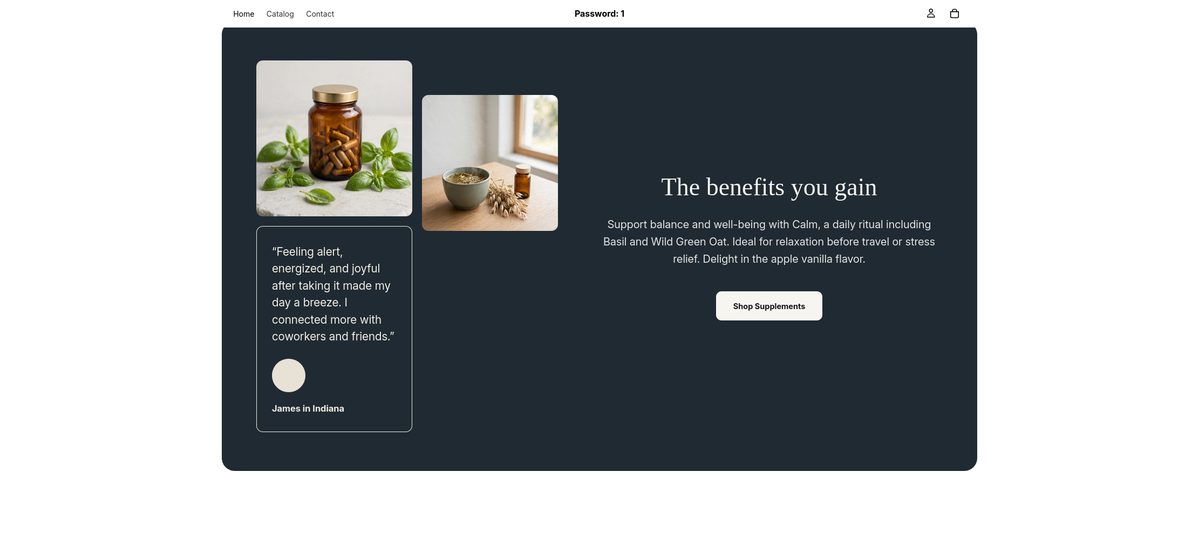 Home Catalog Contact
Password: 1
“Feeling alert,
energized, and joyful
after taking it made my
day a breeze. I
connected more with
coworkers and friends.”
James in Indiana
The benefits you gain
Support balance and well-being with Calm, a daily ritual including
Basil and Wild Green Oat. Ideal for relaxation before travel or stress
relief. Delight in the apple vanilla flavor.
Shop Supplements